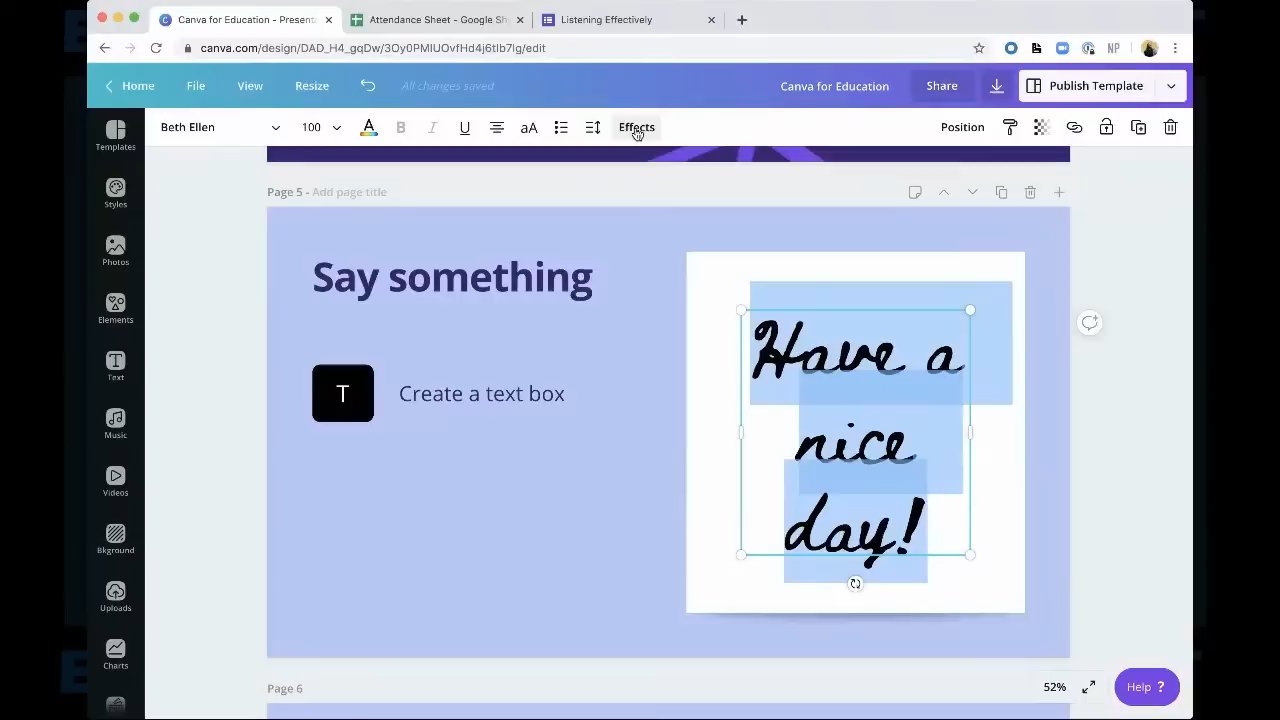 Canva for Education - Presenta
Attendance Sheet - Google Sh
Listening Effectively
canva.com/design/DAD_H4_gqDw/3Oy0PMIUOvfHd4j6tIb7Ig/edit
NP
Home
File
View
Resize
All changes saved
Canva for Education
Share
Publish Template
Beth Ellen
100
A
B
I
U
aA
Effects
Position
Templates
Styles
Photos
Elements
Text
Music
Videos
Bkground
Uploads
Charts
Page 5 - Add page title
Say something
T
Create a text box
Have a
nice
day!
Page 6
52%
Help ?